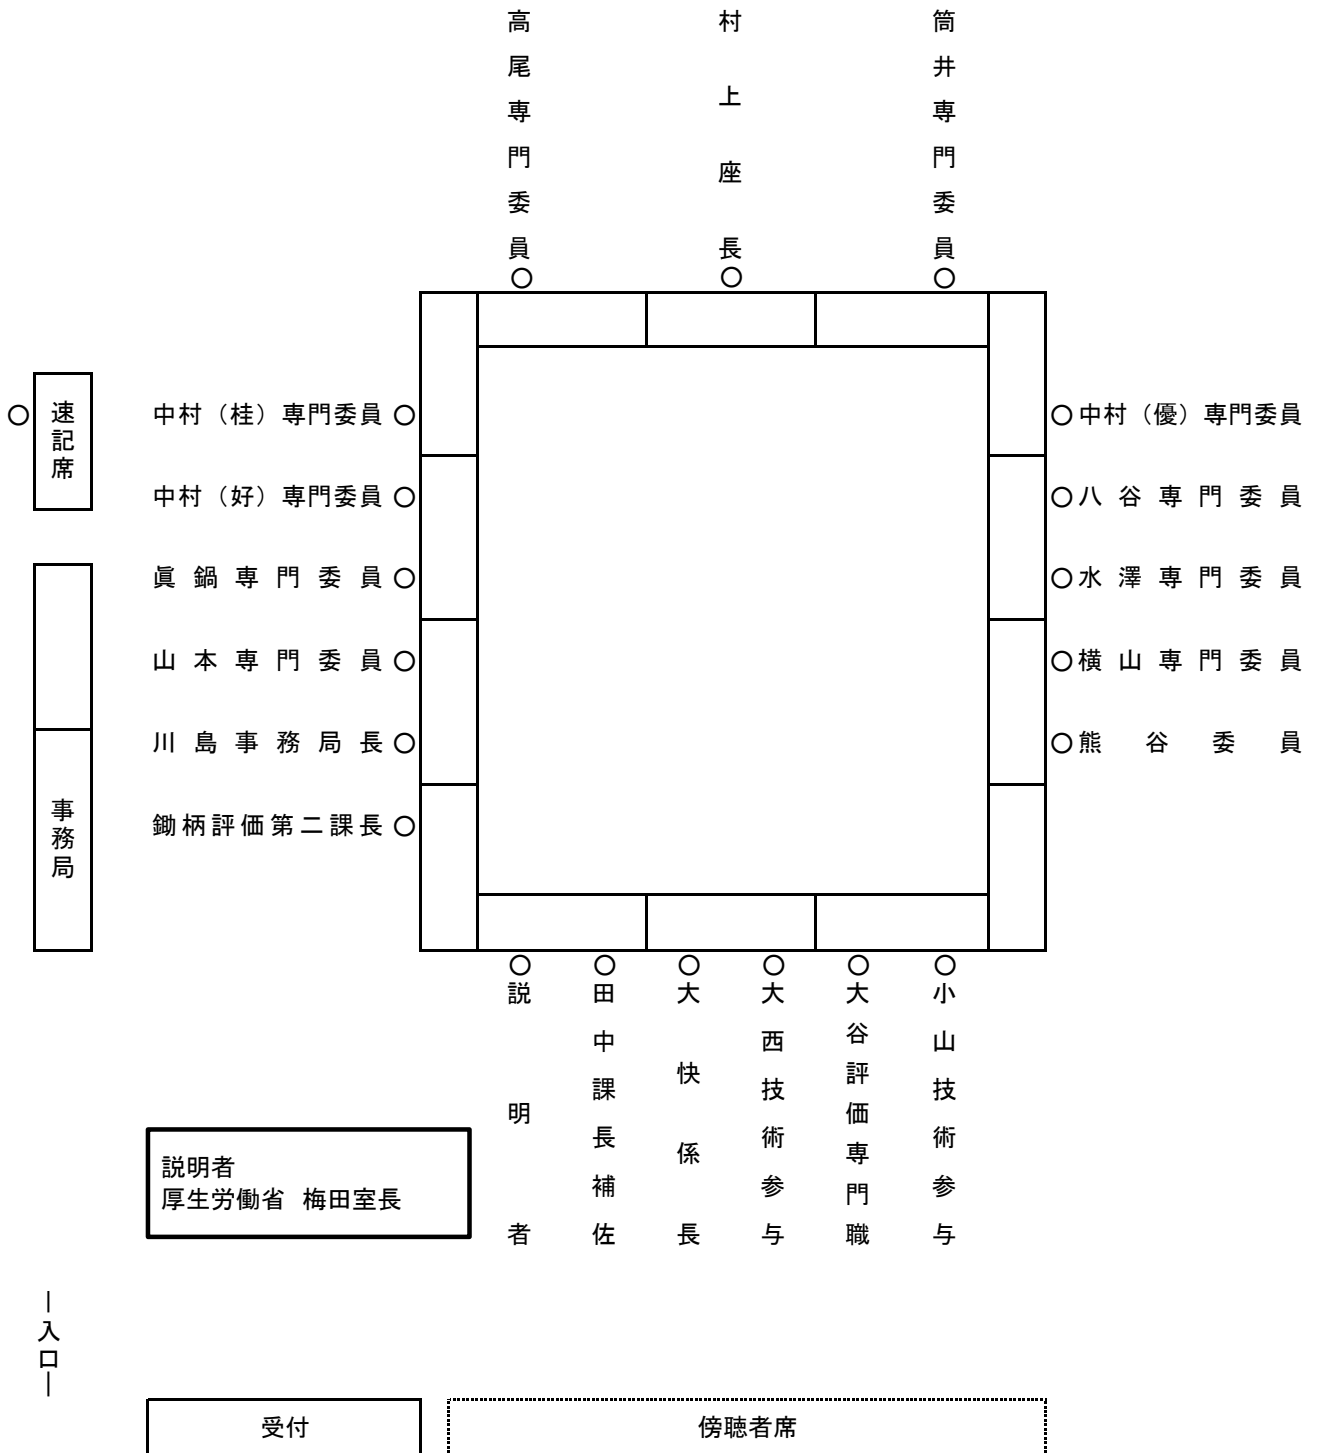 高尾専門委員
村上座長
筒井専門委員
速記席
中村（桂）専門委員
中村（優）専門委員
中村（好）専門委員
八谷専門委員
眞鍋専門委員
水澤専門委員
山本専門委員
横山専門委員
川島事務局長
熊谷委員
事務局
鋤柄評価第二課長
説明者
田中課長補佐
大快係長
大西技術参与
大谷評価専門職
小山技術参与
説明者
厚生労働省 梅田室長
―入口―
受付
傍聴者席